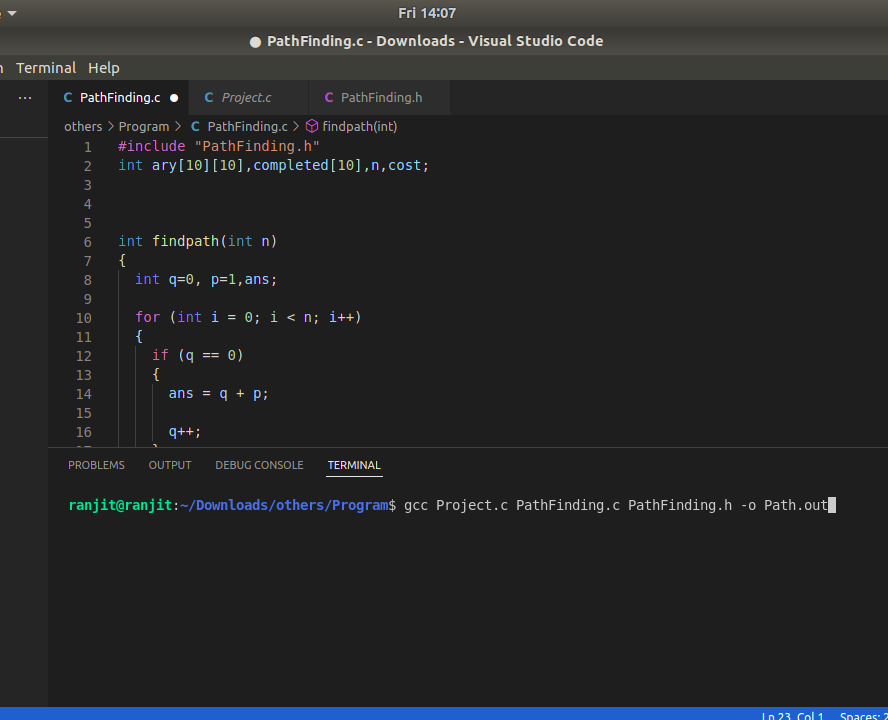 Fri 14:07
● PathFinding.c - Downloads - Visual Studio Code
Terminal Help
··· C PathFinding.c ● C Project.c C PathFinding.h
others > Program > C PathFinding.c > findpath(int)
1 #include "PathFinding.h"
2 int ary[10][10],completed[10],n,cost;
3
4
5
6 int findpath(int n)
7 {
8 int q=0, p=1,ans;
9
10 for (int i = 0; i < n; i++)
11 {
12 if (q == 0)
13 {
14 ans = q + p;
15
16 q++;
PROBLEMS OUTPUT DEBUG CONSOLE TERMINAL
ranjit@ranjit:~/Downloads/others/Program$ gcc Project.c PathFinding.c PathFinding.h -o Path.out
Ln 23, Col 1 Spaces: 2